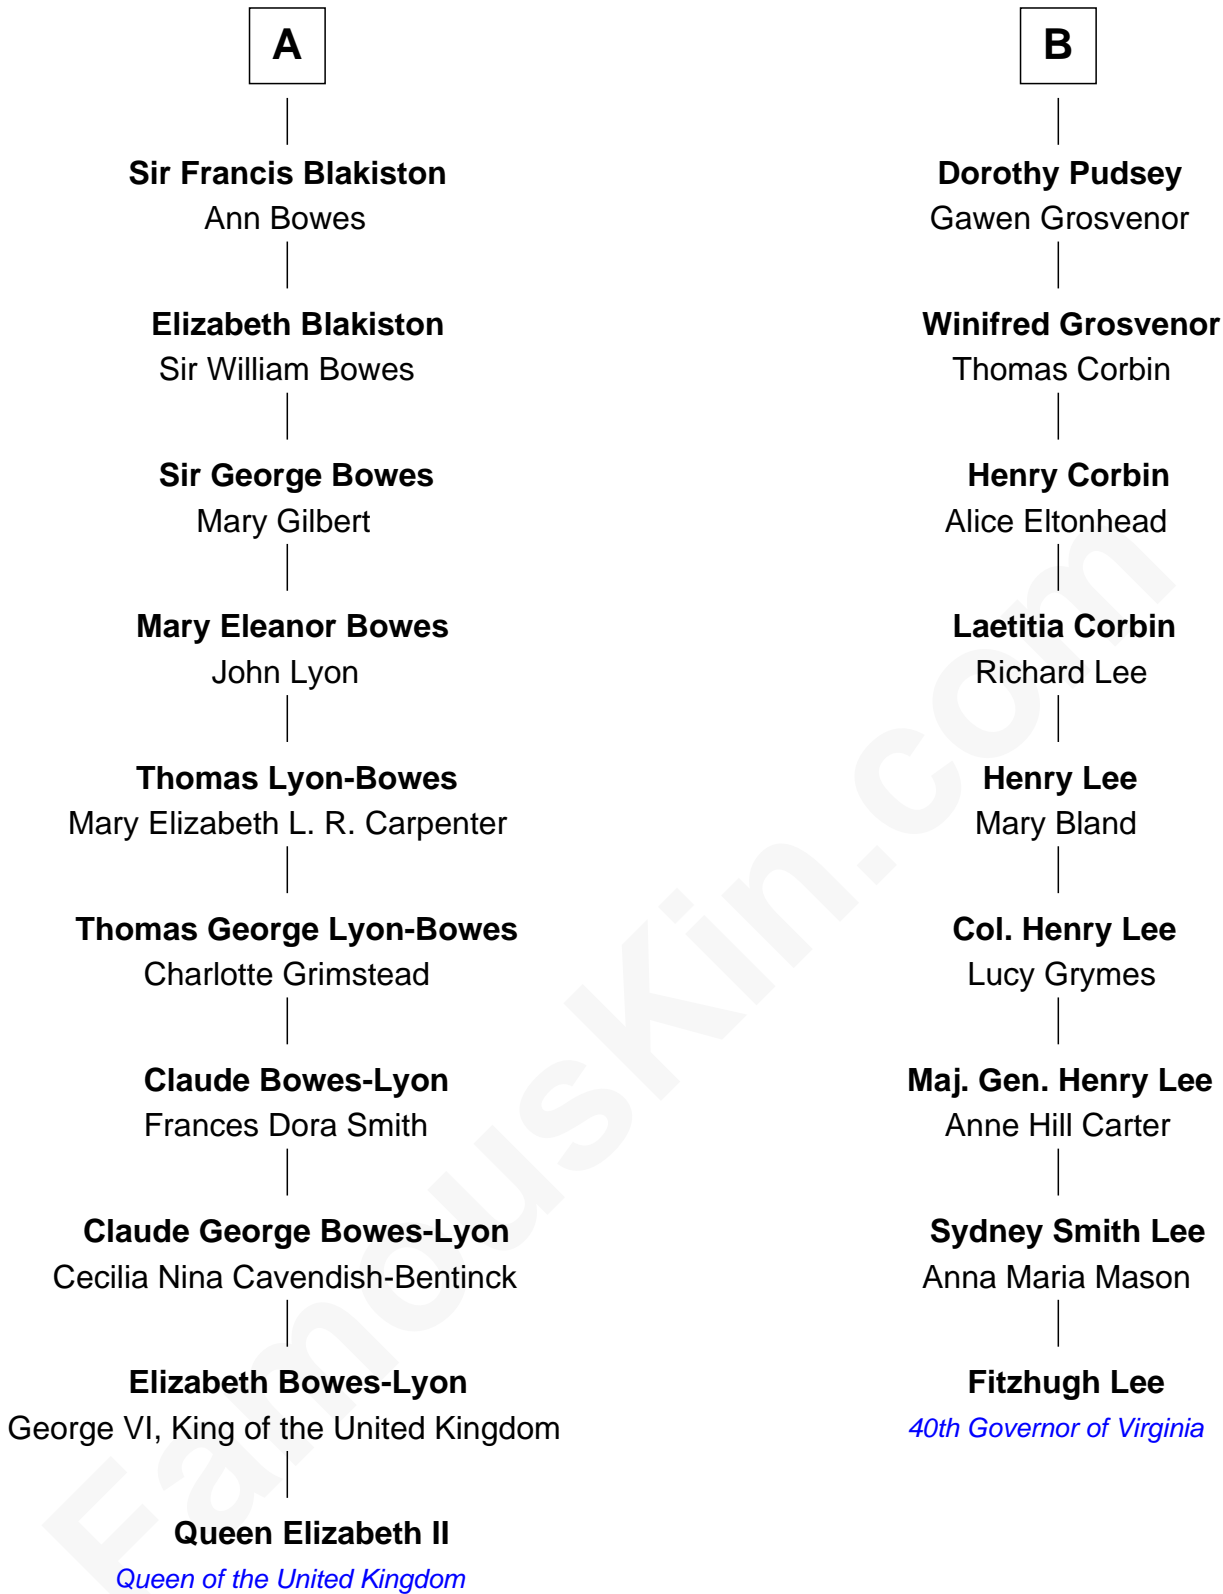 A
Sir Francis Blakiston
Ann Bowes
Elizabeth Blakiston
Sir William Bowes
Sir George Bowes
Mary Gilbert
Mary Eleanor Bowes
John Lyon
Thomas Lyon-Bowes
Mary Elizabeth L. R. Carpenter
Thomas George Lyon-Bowes
Charlotte Grimstead
Claude Bowes-Lyon
Frances Dora Smith
Claude George Bowes-Lyon
Cecilia Nina Cavendish-Bentinck
Elizabeth Bowes-Lyon
George VI, King of the United Kingdom
Queen Elizabeth II
Queen of the United Kingdom
B
Dorothy Pudsey
Gawen Grosvenor
Winifred Grosvenor
Thomas Corbin
Henry Corbin
Alice Eltonhead
Laetitia Corbin
Richard Lee
Henry Lee
Mary Bland
Col. Henry Lee
Lucy Grymes
Maj. Gen. Henry Lee
Anne Hill Carter
Sydney Smith Lee
Anna Maria Mason
Fitzhugh Lee
40th Governor of Virginia
FamousKin.com